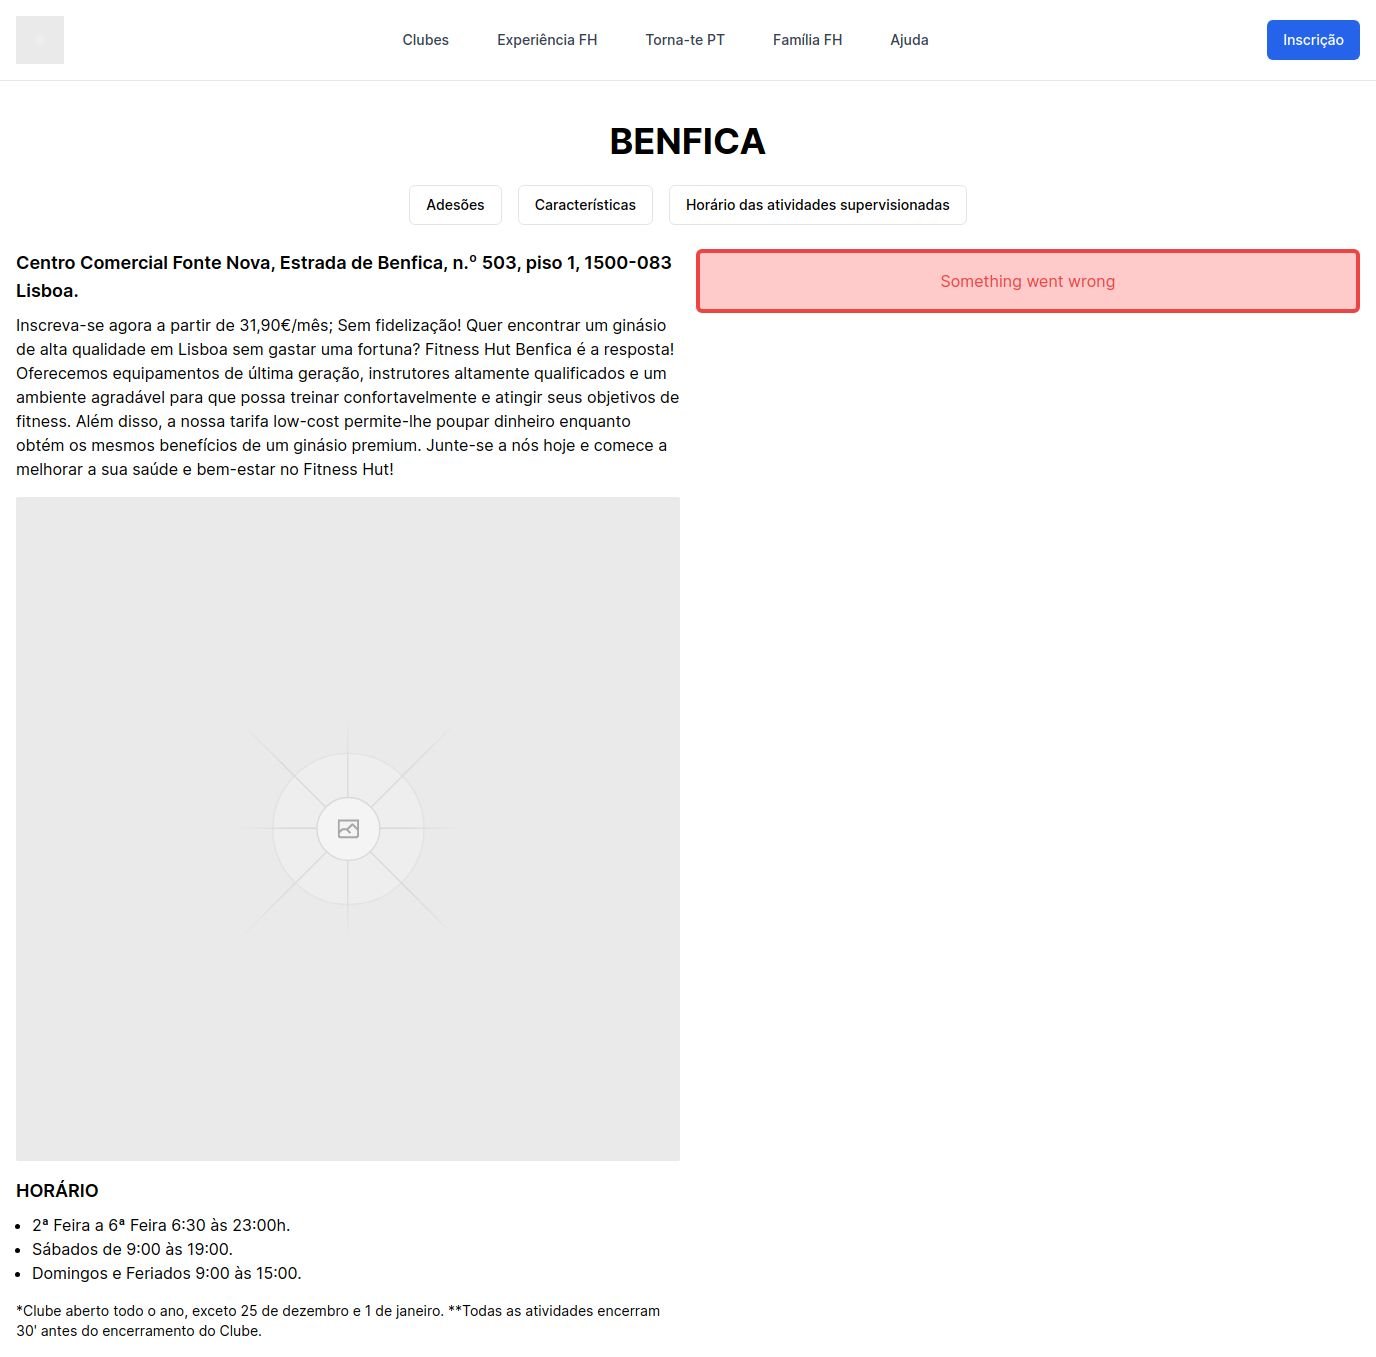 Clubes
Experiência FH
Torna-te PT
Família FH
Ajuda
Inscrição
BENFICA
Adesões
Características
Horário das atividades supervisionadas
Centro Comercial Fonte Nova, Estrada de Benfica, n.º 503, piso 1, 1500-083
Lisboa.
Inscreva-se agora a partir de 31,90€/mês; Sem fidelização! Quer encontrar um ginásio
de alta qualidade em Lisboa sem gastar uma fortuna? Fitness Hut Benfica é a resposta!
Oferecemos equipamentos de última geração, instrutores altamente qualificados e um
ambiente agradável para que possa treinar confortavelmente e atingir seus objetivos de
fitness. Além disso, a nossa tarifa low-cost permite-lhe poupar dinheiro enquanto
obtém os mesmos benefícios de um ginásio premium. Junte-se a nós hoje e comece a
melhorar a sua saúde e bem-estar no Fitness Hut!
Something went wrong
HORÁRIO
• 2ª Feira a 6ª Feira 6:30 às 23:00h.
• Sábados de 9:00 às 19:00.
• Domingos e Feriados 9:00 às 15:00.
*Clube aberto todo o ano, exceto 25 de dezembro e 1 de janeiro. **Todas as atividades encerram
30' antes do encerramento do Clube.